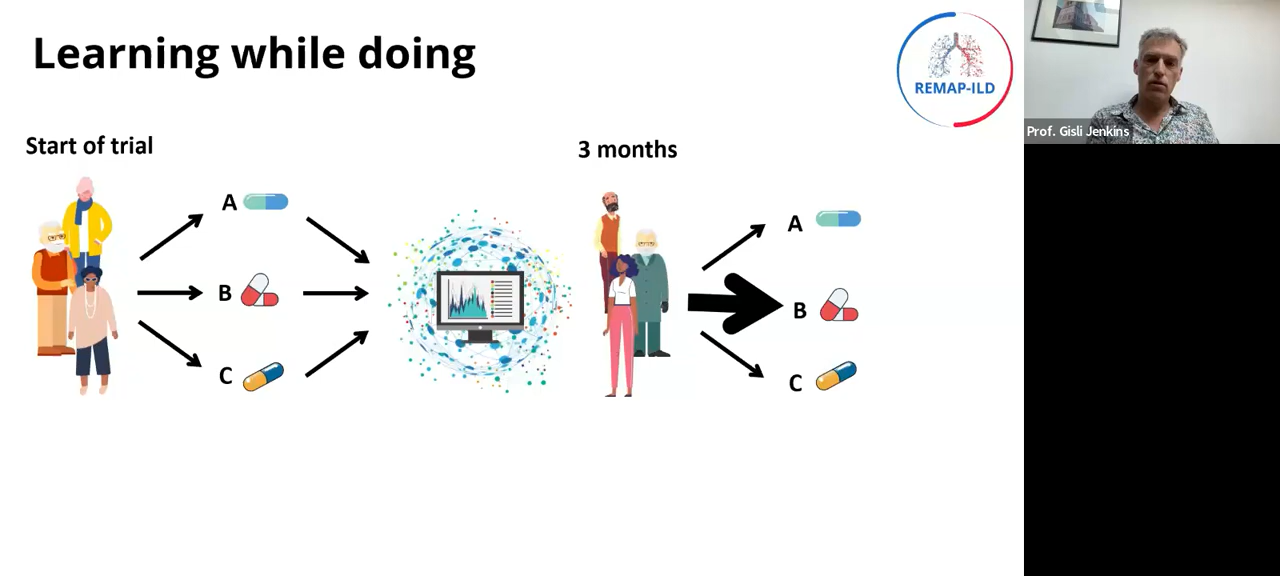 Learning while doing
REMAP-ILD
Prof. Gisli Jenkins
Start of trial
3 months
A
B
C
A
B
C